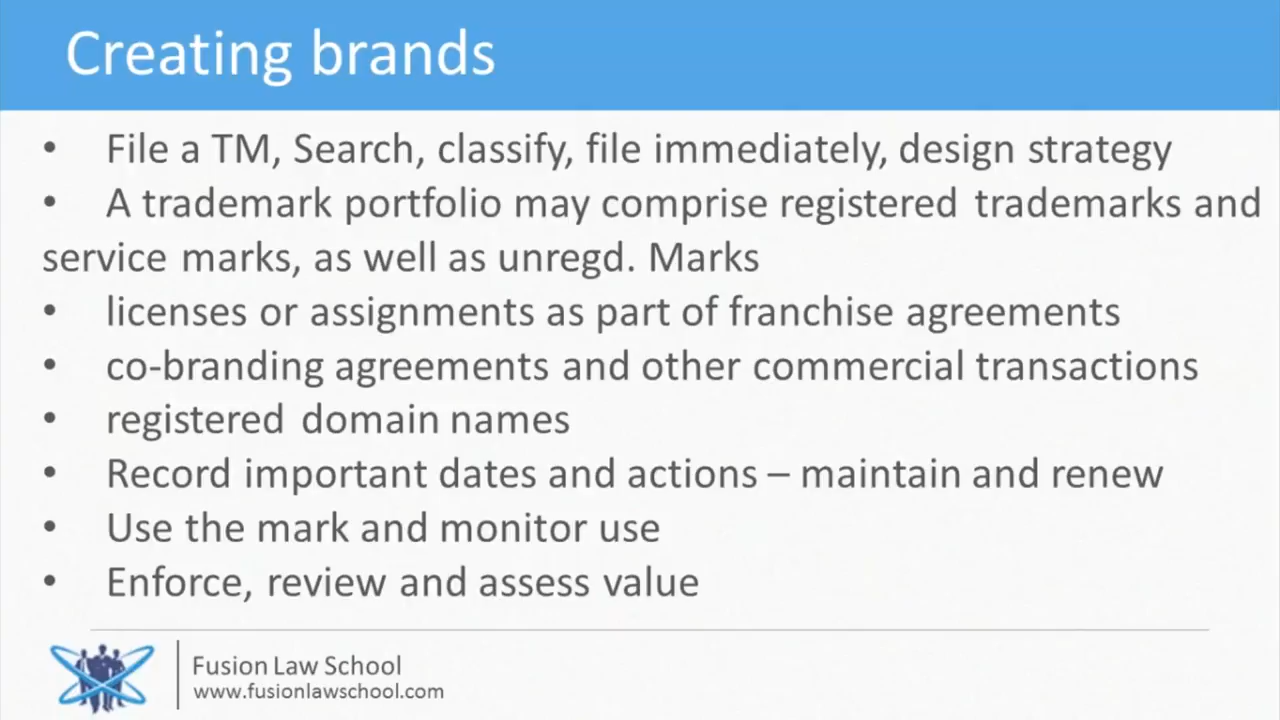 Creating brands
• File a TM, Search, classify, file immediately, design strategy
• A trademark portfolio may comprise registered trademarks and
service marks, as well as unregd. Marks
• licenses or assignments as part of franchise agreements
• co-branding agreements and other commercial transactions
• registered domain names
• Record important dates and actions – maintain and renew
• Use the mark and monitor use
• Enforce, review and assess value
Fusion Law School
www.fusionlawschool.com